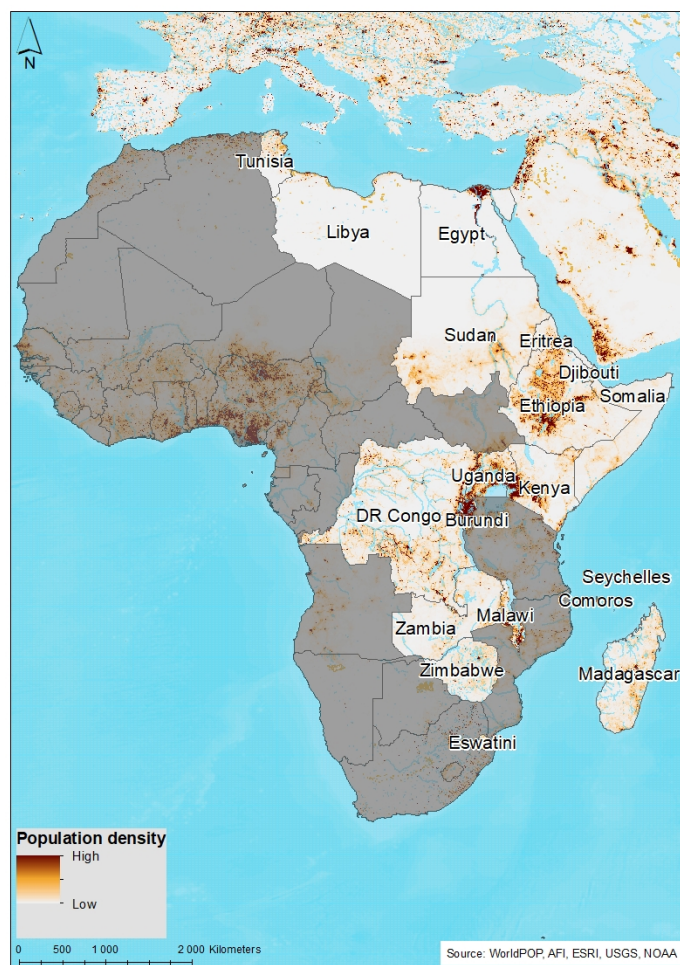 N
Tunisia
Libya
Egypt
Sudan
Eritrea
Djibouti
Ethiopia
Somalia
Uganda
Kenya
DR Congo
Burundi
Seychelles
Comoros
Malawi
Zambia
Zimbabwe
Madagascar
Eswatini
Population density
High
Low
0 500 1 000 2 000 Kilometers
Source: WorldPOP, AFI, ESRI, USGS, NOAA